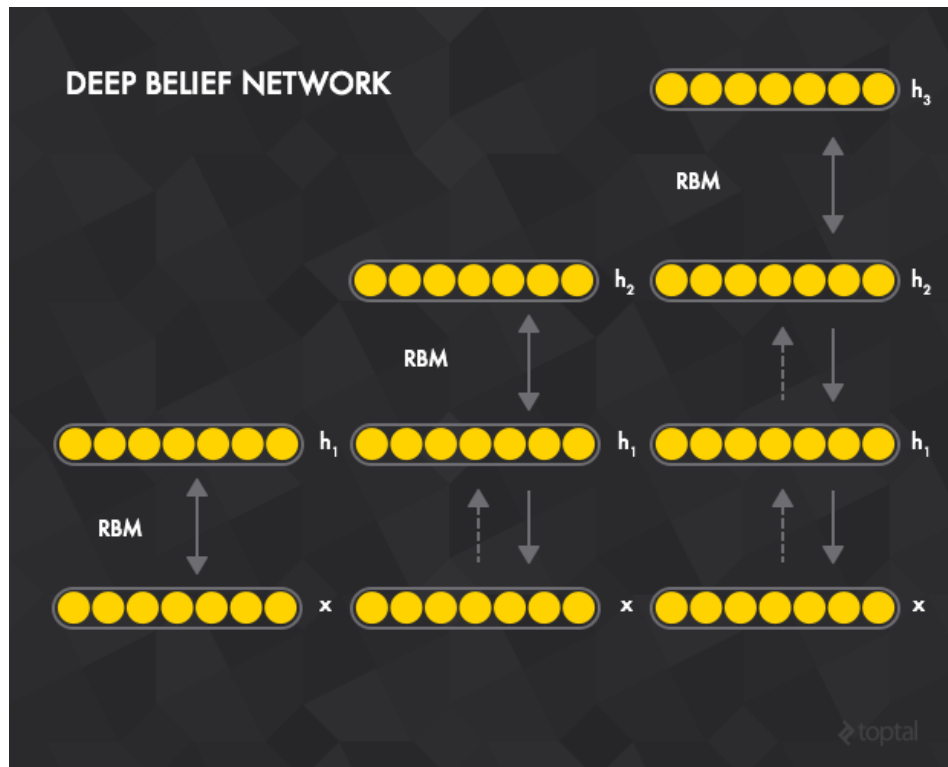 DEEP BELIEF NETWORK
h₃
RBM
h₂
h₂
RBM
h₁
h₁
h₁
RBM
x
x
x
toptal